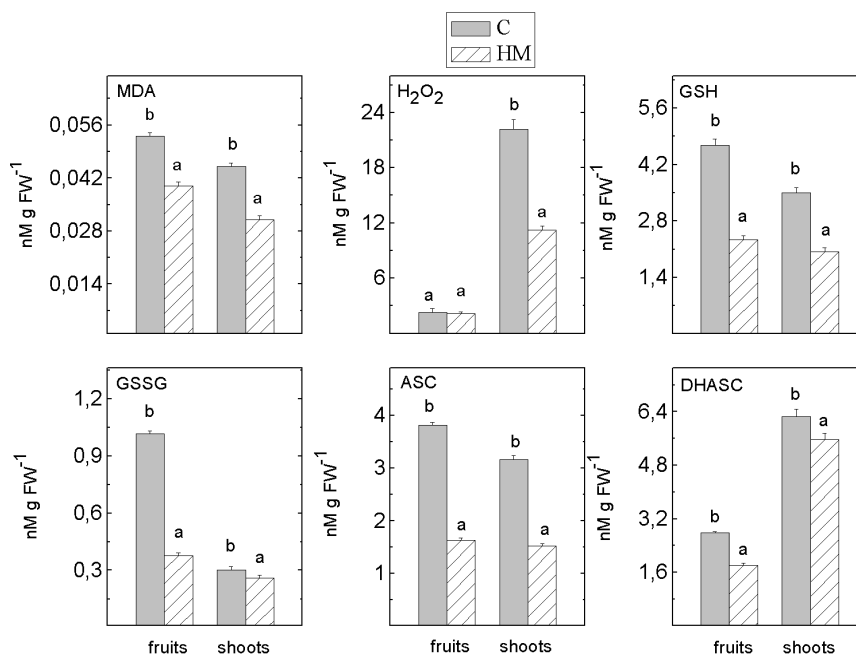 C
HM
MDA
b
a
b
a
0,056
0,042
0,028
0,014
nM g FW⁻¹
H₂O₂
a
a
b
a
24
18
12
6
nM g FW⁻¹
GSH
b
a
b
a
5,6
4,2
2,8
1,4
nM g FW⁻¹
GSSG
b
a
b
a
1,2
0,9
0,6
0,3
nM g FW⁻¹
fruits shoots
ASC
b
a
b
a
4
3
2
1
nM g FW⁻¹
fruits shoots
DHASC
b
a
b
a
6,4
4,8
3,2
1,6
nM g FW⁻¹
fruits shoots